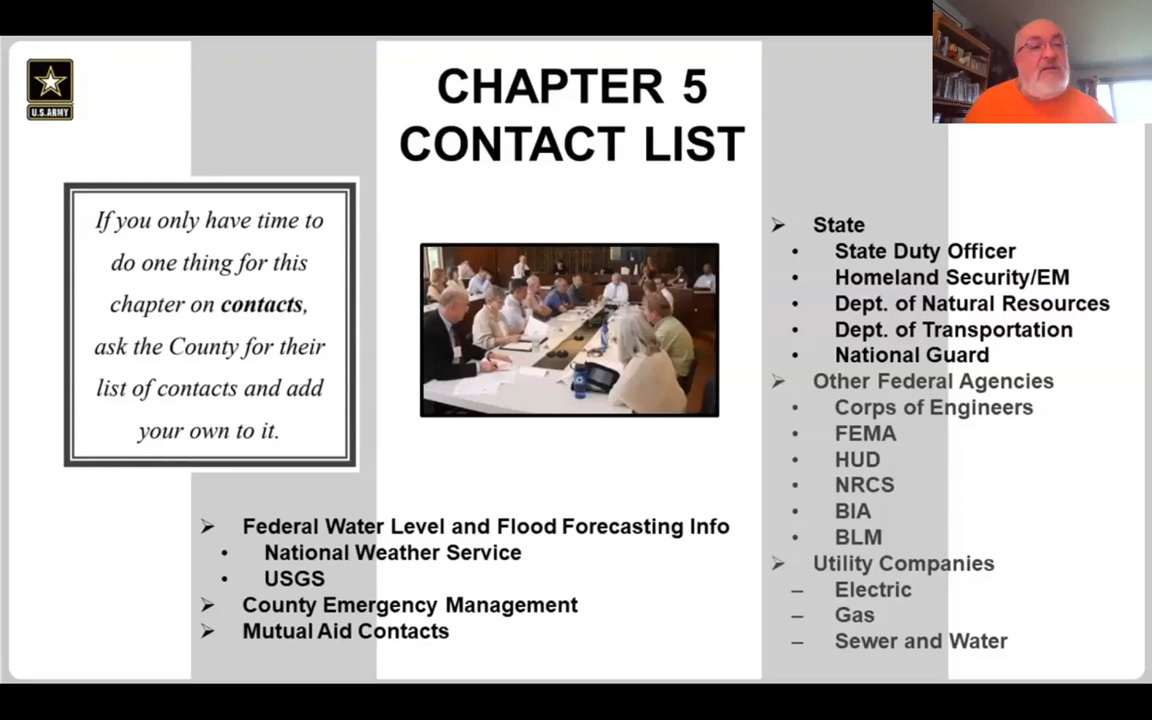 CHAPTER 5
CONTACT LIST
U.S.ARMY
If you only have time to
do one thing for this
chapter on contacts,
ask the County for their
list of contacts and add
your own to it.
➢ Federal Water Level and Flood Forecasting Info
• National Weather Service
• USGS
➢ County Emergency Management
➢ Mutual Aid Contacts
➢ State
• State Duty Officer
• Homeland Security/EM
• Dept. of Natural Resources
• Dept. of Transportation
• National Guard
➢ Other Federal Agencies
• Corps of Engineers
• FEMA
• HUD
• NRCS
• BIA
• BLM
➢ Utility Companies
– Electric
– Gas
– Sewer and Water